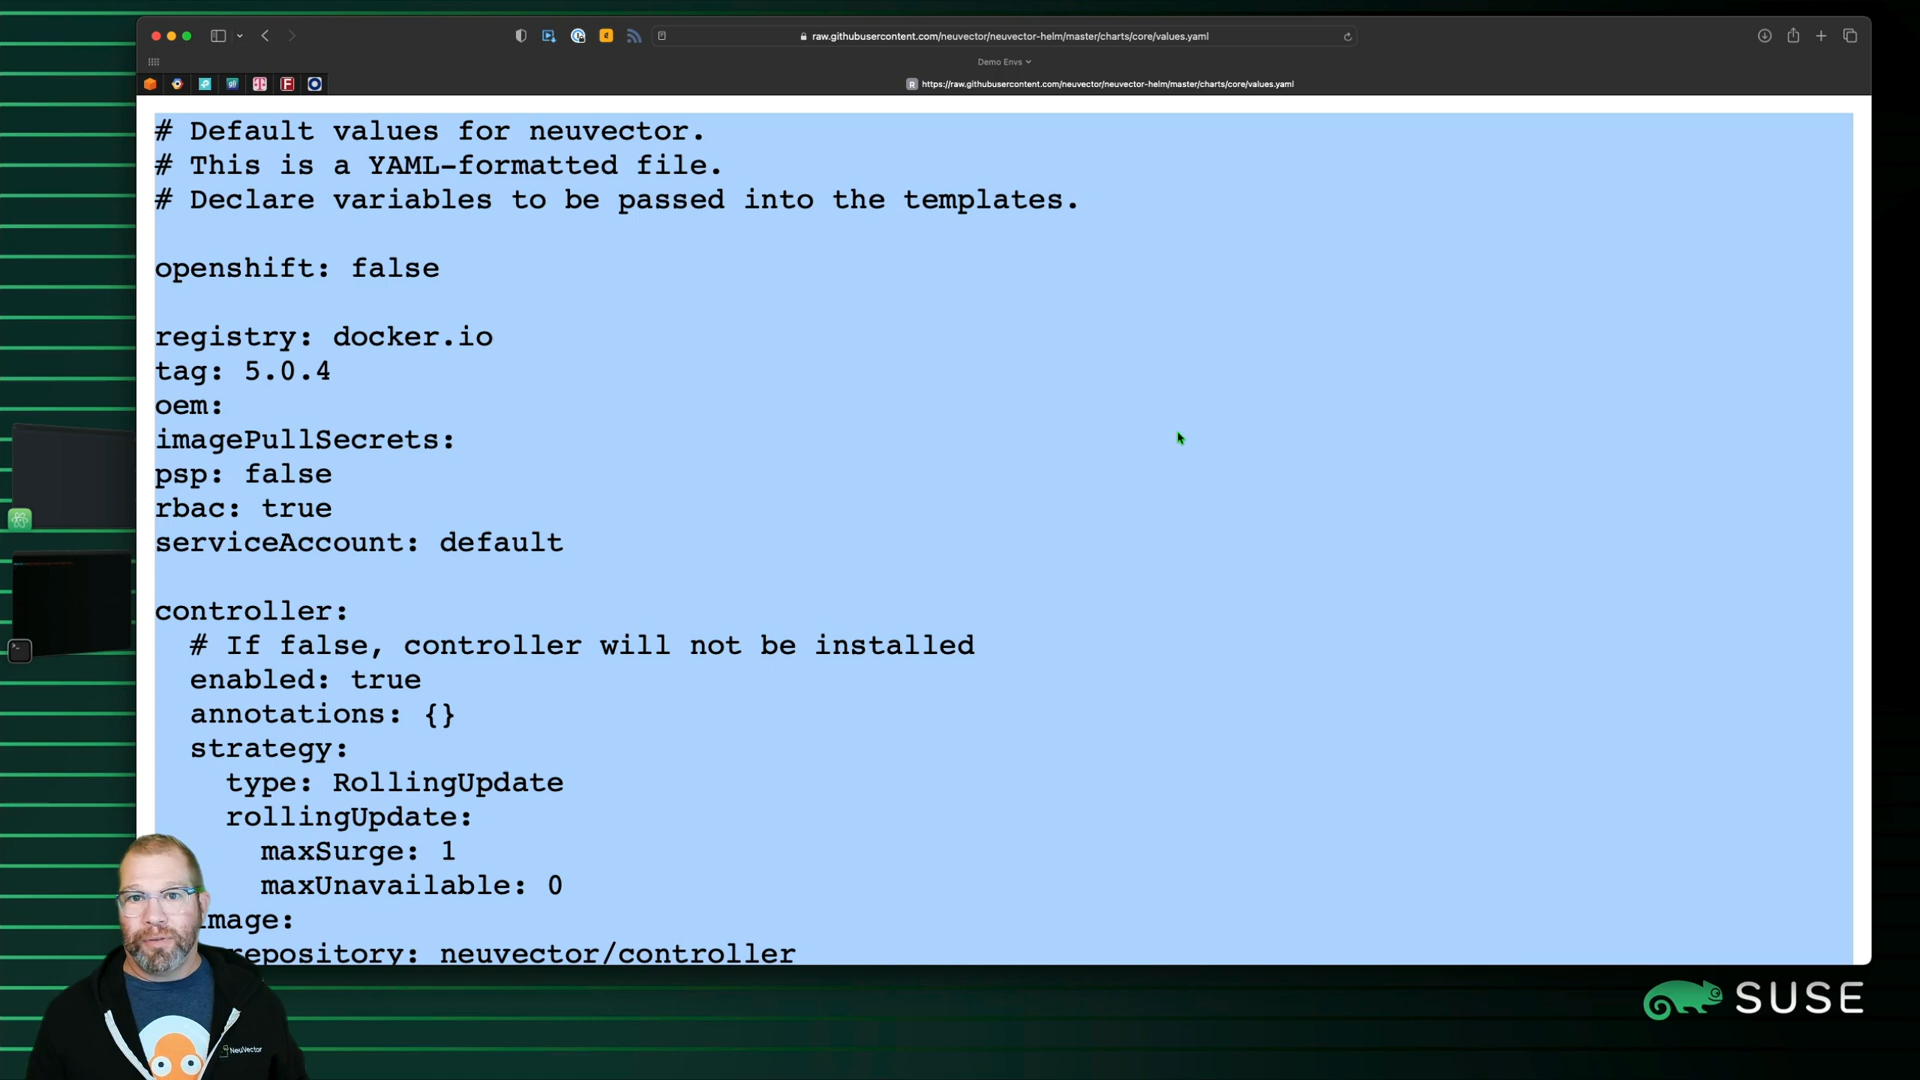 raw.githubusercontent.com/neuvector/neuvector-helm/master/charts/core/values.yaml
Demo Envs
https://raw.githubusercontent.com/neuvector/neuvector-helm/master/charts/core/values.yaml
# Default values for neuvector.
# This is a YAML-formatted file.
# Declare variables to be passed into the templates.
openshift: false
registry: docker.io
tag: 5.0.4
oem:
imagePullSecrets:
psp: false
rbac: true
serviceAccount: default
controller:
# If false, controller will not be installed
enabled: true
annotations: {}
strategy:
type: RollingUpdate
rollingUpdate:
maxSurge: 1
maxUnavailable: 0
image:
repository: neuvector/controller
NeuVector
SUSE